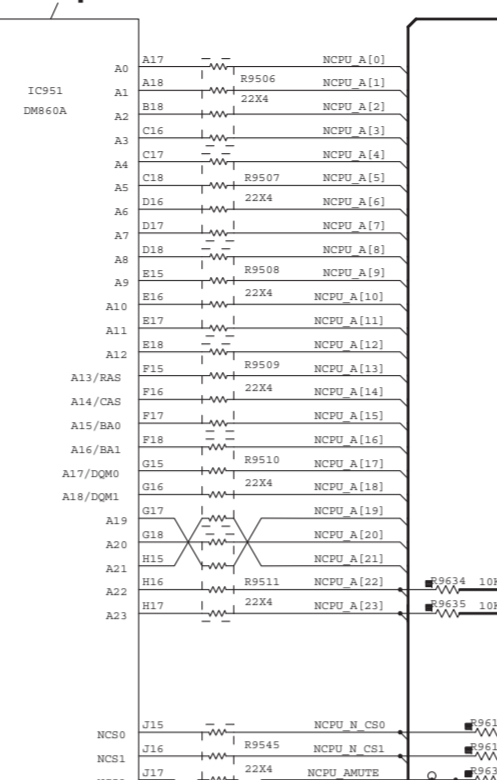 A17 NCPU_A[0]
A0 R9506
A18 NCPU_A[1]
IC951 A1 22X4
B18 NCPU_A[2]
DM860A A2
C16 NCPU_A[3]
A3
C17 NCPU_A[4]
A4
C18 R9507 NCPU_A[5]
A5
D16 22X4 NCPU_A[6]
A6
D17 NCPU_A[7]
A7
D18 NCPU_A[8]
A8
E15 R9508 NCPU_A[9]
A9
E16 22X4 NCPU_A[10]
A10
E17 NCPU_A[11]
A11
E18 NCPU_A[12]
A12
F15 R9509 NCPU_A[13]
A13/RAS
F16 22X4 NCPU_A[14]
A14/CAS
F17 NCPU_A[15]
A15/BA0
F18 NCPU_A[16]
A16/BA1
G15 R9510 NCPU_A[17]
A17/DQM0
G16 22X4 NCPU_A[18]
A18/DQM1
G17 NCPU_A[19]
A19
G18 NCPU_A[20]
A20
H15 NCPU_A[21]
A21
H16 R9511 NCPU_A[22] R9634 10
A22
H17 22X4 NCPU_A[23] R9635 10
A23
J15 NCPU_N_CS0 R961
NCS0
J16 R9545 NCPU_N_CS1 R961
NCS1
J17 22X4 NCPU_AMUTE R963